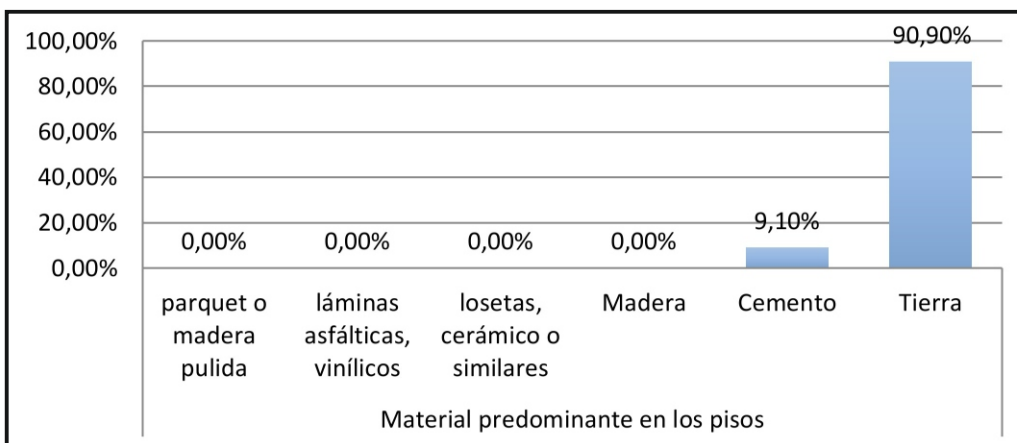 100,00%
80,00%
60,00%
40,00%
20,00%
0,00%
0,00%
0,00%
0,00%
0,00%
9,10%
90,90%
parquet o
madera
pulida
láminas
asfálticas,
vinílicos
losetas,
cerámico o
similares
Madera
Cemento
Tierra
Material predominante en los pisos